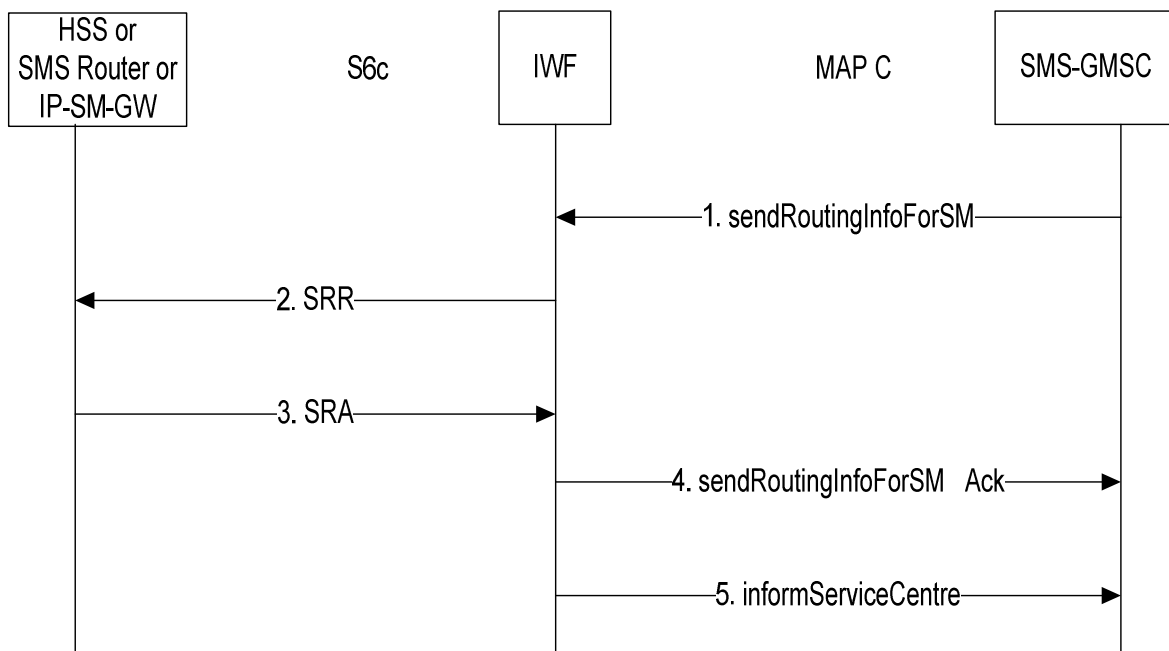 HSS or
SMS Router or
IP-SM-GW
S6c
IWF
MAP C
SMS-GMSC
1. sendRoutingInfoForSM
2. SRR
3. SRA
4. sendRoutingInfoForSM Ack
5. informServiceCentre